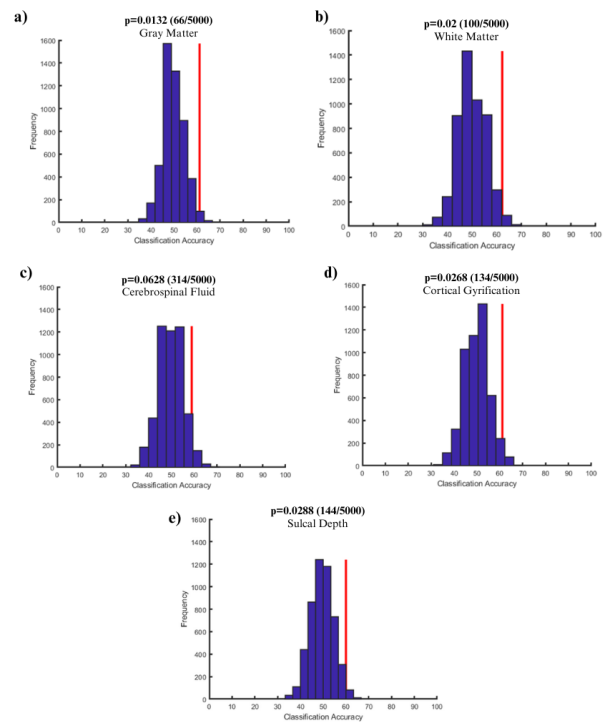 a)
p=0.0132 (66/5000)
Gray Matter
1600
1400
1200
1000
800
600
400
200
0
Frequency
0 10 20 30 40 50 60 70 80 90 100
Classification Accuracy
b)
p=0.02 (100/5000)
White Matter
1600
1400
1200
1000
800
600
400
200
0
Frequency
0 10 20 30 40 50 60 70 80 90 100
Classification Accuracy
c)
p=0.0628 (314/5000)
Cerebrospinal Fluid
1600
1400
1200
1000
800
600
400
200
0
Frequency
0 10 20 30 40 50 60 70 80 90 100
Classification Accuracy
d)
p=0.0268 (134/5000)
Cortical Gyrification
1600
1400
1200
1000
800
600
400
200
0
Frequency
0 10 20 30 40 50 60 70 80 90 100
Classification Accuracy
e)
p=0.0288 (144/5000)
Sulcal Depth
1600
1400
1200
1000
800
600
400
200
0
Frequency
0 10 20 30 40 50 60 70 80 90 100
Classification Accuracy